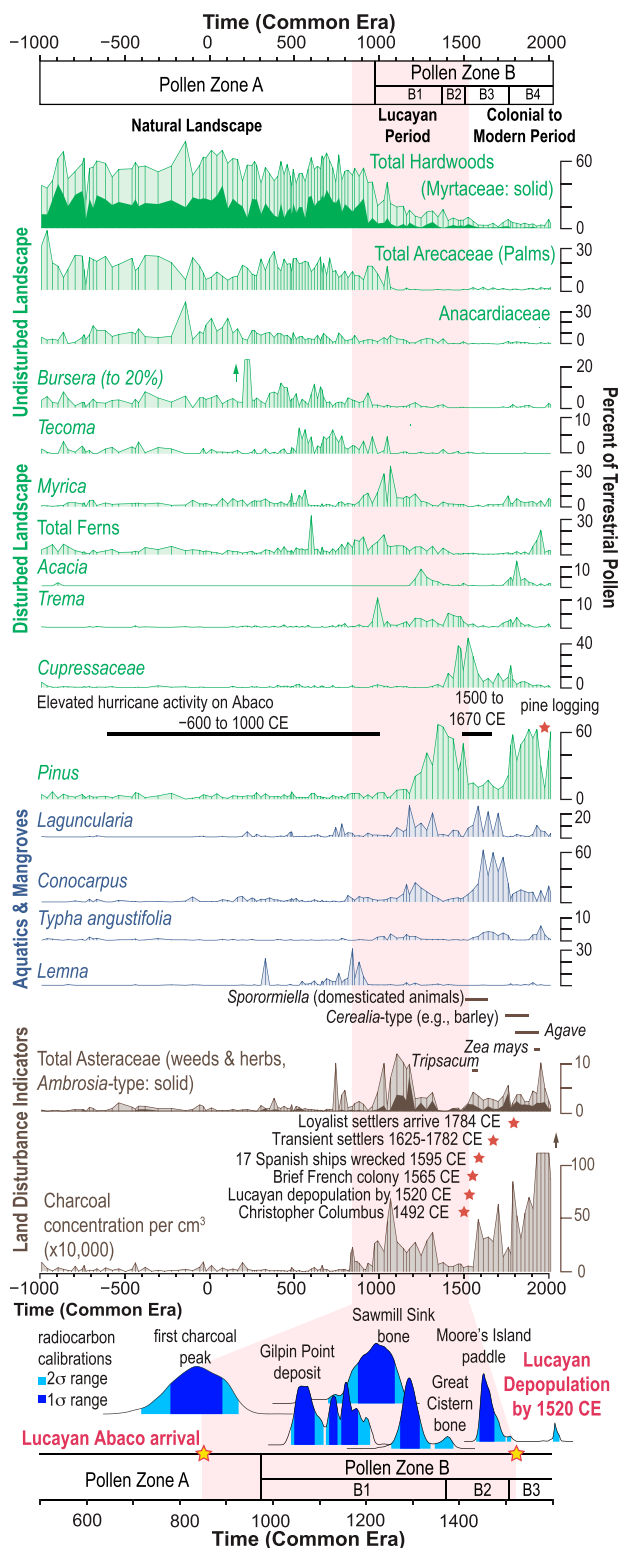 Time (Common Era)
−1000 −500 0 500 1000 1500 2000
Pollen Zone A
Pollen Zone B
B1 B2 B3 B4
Natural Landscape
Lucayan Period
Colonial to Modern Period
Undisturbed Landscape
Total Hardwoods
(Myrtaceae: solid)
60
0
Total Arecaceae (Palms)
30
0
Anacardiaceae
30
0
Bursera (to 20%)
20
0
Tecoma
10
0
Percent of Terrestrial Pollen
Disturbed Landscape
Myrica
30
0
Total Ferns
30
Acacia
10
Trema
10
Cupressaceae
40
0
Elevated hurricane activity on Abaco
−600 to 1000 CE
1500 to
1670 CE
pine logging
Pinus
60
0
Aquatics & Mangroves
Laguncularia
20
Conocarpus
60
Typha angustifolia
10
Lemna
30
Land Disturbance Indicators
Sporormiella (domesticated animals)
Cerealia-type (e.g., barley)
Agave
Zea mays
Tripsacum
Total Asteraceae (weeds & herbs,
Ambrosia-type: solid)
10
0
Loyalist settlers arrive 1784 CE
Transient settlers 1625-1782 CE
17 Spanish ships wrecked 1595 CE
Brief French colony 1565 CE
Lucayan depopulation by 1520 CE
Christopher Columbus 1492 CE
Charcoal
concentration per cm³
(x10,000)
100
50
0
−1000 −500 0 500 1000 1500 2000
Time (Common Era)
radiocarbon
calibrations
2σ range
1σ range
first charcoal
peak
Gilpin Point
deposit
Sawmill Sink
bone
Great
Cistern
bone
Moore's Island
paddle
Lucayan
Depopulation
by 1520 CE
Lucayan Abaco arrival
Pollen Zone A
Pollen Zone B
B1 B2 B3
600 800 1000 1200 1400
Time (Common Era)